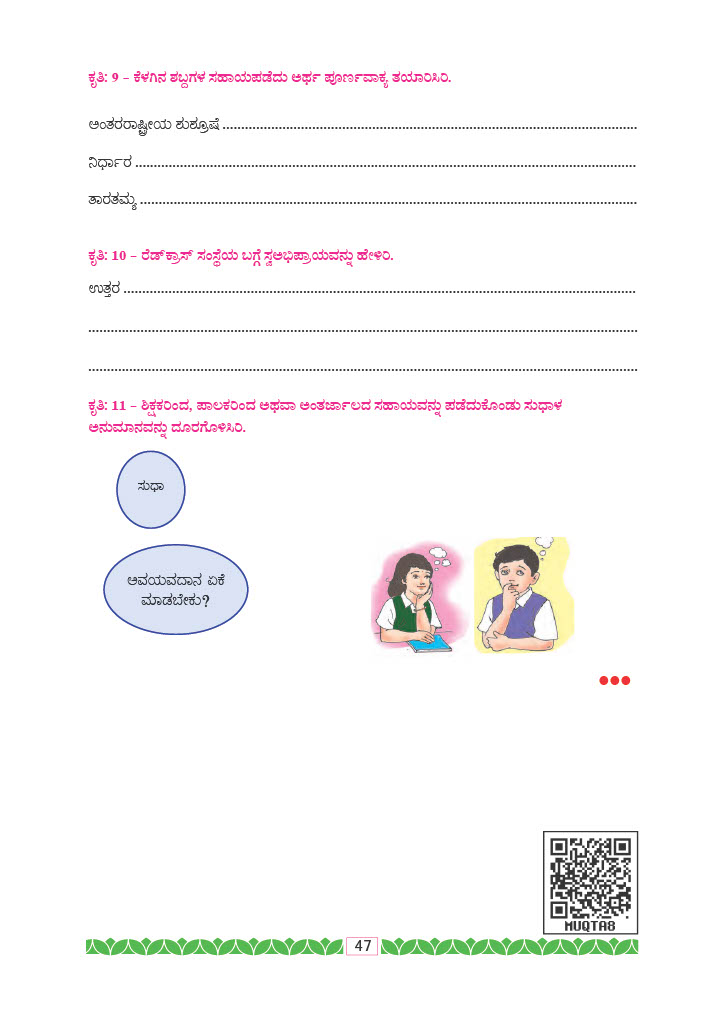 ಕೃತಿ: 9 – ಕೆಳಗಿನ ಶಬ್ದಗಳ ಸಹಾಯಪಡೆದು ಅರ್ಥ ಪೂರ್ಣವಾಕ್ಯ ತಯಾರಿಸಿರಿ.
ಅಂತರರಾಷ್ಟ್ರೀಯ ಶುಶ್ರೂಷೆ ........................................................................
ನಿರ್ಧಾರ ........................................................................
ತಾರತಮ್ಯ ........................................................................
ಕೃತಿ: 10 – ರೆಡ್‌ಕ್ರಾಸ್ ಸಂಸ್ಥೆಯ ಬಗ್ಗೆ ಸ್ವಅಭಿಪ್ರಾಯವನ್ನು ಹೇಳಿರಿ.
ಉತ್ತರ ........................................................................
........................................................................
........................................................................
ಕೃತಿ: 11 – ಶಿಕ್ಷಕರಿಂದ, ಪಾಲಕರಿಂದ ಅಥವಾ ಅಂತರ್ಜಾಲದ ಸಹಾಯವನ್ನು ಪಡೆದುಕೊಂಡು ಸುಧಾಳ
ಅನುಮಾನವನ್ನು ದೂರಗೊಳಿಸಿರಿ.
ಸುಧಾ
ಅವಯವದಾನ ಏಕೆ
ಮಾಡಬೇಕು?
MUQTA8
47